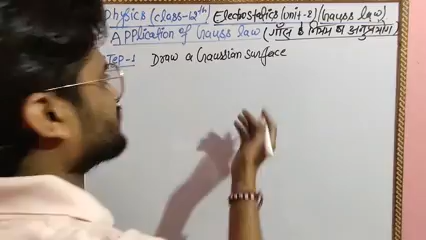 Physics (class-12th) Electrostatics (unit-2) (Gauss law)
Application of Gauss law (गॉस के नियम का अनुप्रयोग)
Step-1 Draw a Gaussian surface